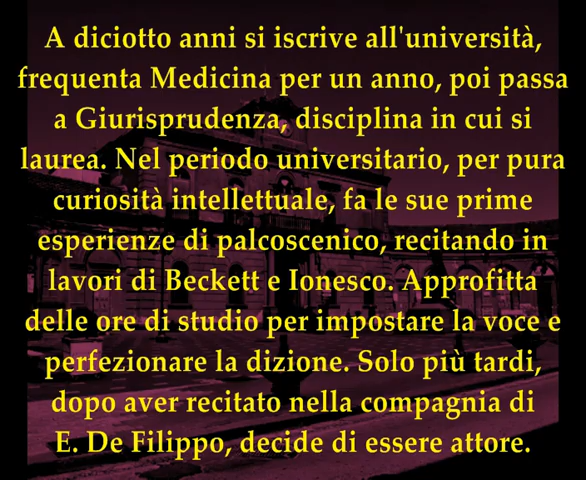 A diciotto anni si iscrive all'università,
frequenta Medicina per un anno, poi passa
a Giurisprudenza, disciplina in cui si
laurea. Nel periodo universitario, per pura
curiosità intellettuale, fa le sue prime
esperienze di palcoscenico, recitando in
lavori di Beckett e Ionesco. Approfitta
delle ore di studio per impostare la voce e
perfezionare la dizione. Solo più tardi,
dopo aver recitato nella compagnia di
E. De Filippo, decide di essere attore.